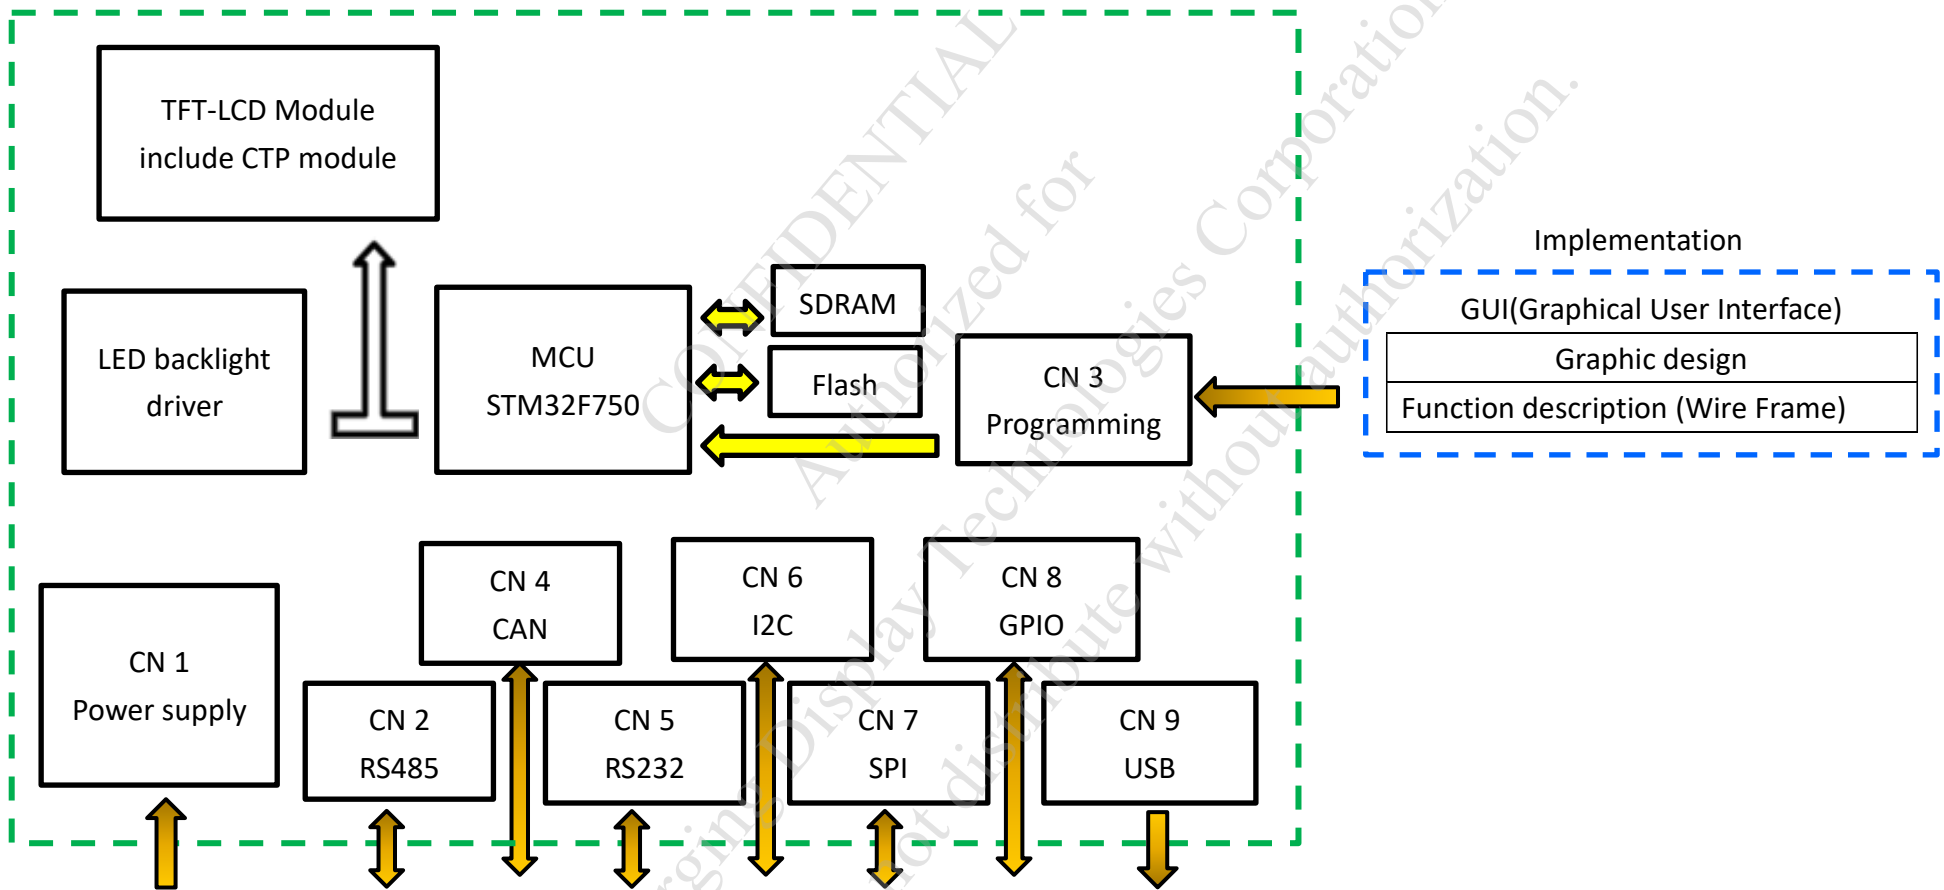 TFT-LCD Module
include CTP module
LED backlight
driver
MCU
STM32F750
SDRAM
Flash
CN 3
Programming
Implementation
GUI(Graphical User Interface)
Graphic design
Function description (Wire Frame)
CN 1
Power supply
CN 2
RS485
CN 4
CAN
CN 5
RS232
CN 6
I2C
CN 7
SPI
CN 8
GPIO
CN 9
USB
CONFIDENTIAL
Authorized for
Display Technologies Corporation
not distribute without authorization.